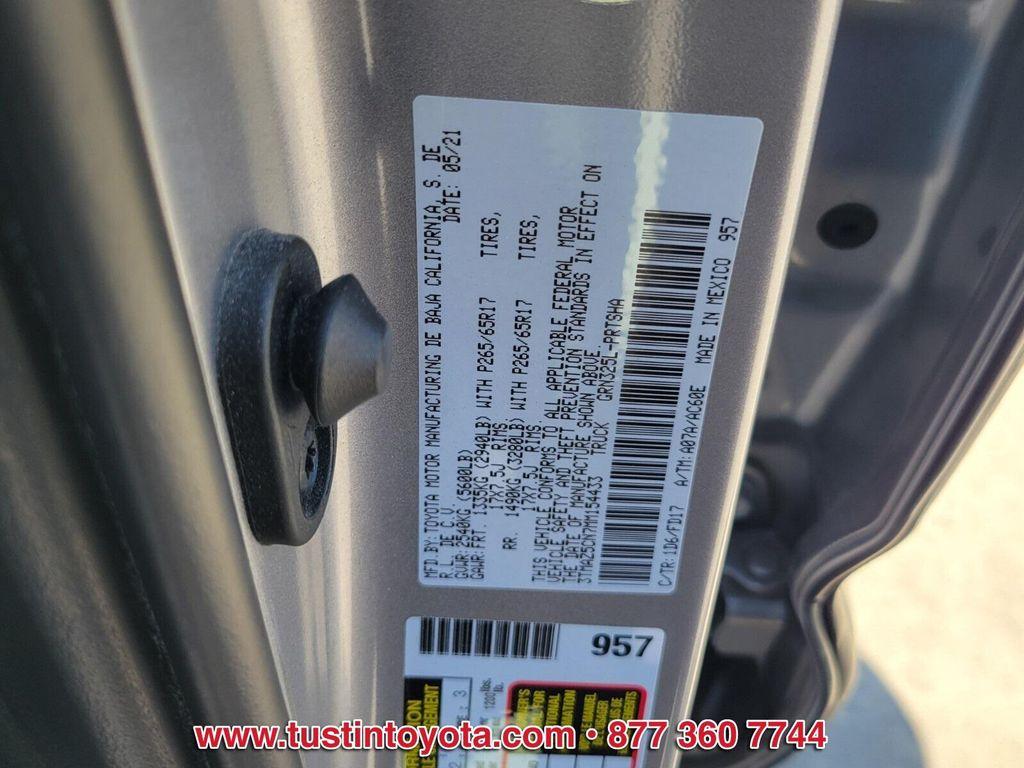 MFD BY: TOYOTA MOTOR MANUFACTURING DE BAJA CALIFORNIA, S. DE
R.L. DE C.V. DATE: 05/21
GVWR: 2540KG (5600LB)
GAWR: FRT. 1335KG (2940LB) WITH P265/65R17 TIRES,
17X7.5J RIMS
RR. 1490KG (3280LB) WITH P265/65R17 TIRES,
17X7.5J RIMS.
THIS VEHICLE CONFORMS TO ALL APPLICABLE FEDERAL MOTOR
VEHICLE SAFETY AND THEFT PREVENTION STANDARDS IN EFFECT ON
THE DATE OF MANUFACTURE SHOWN ABOVE.
TRUCK GRN325L-PRTSHA
C/TR: 1D6/FD17 A/TM: A07A/AC60E MADE IN MEXICO 957
957
www.tustintoyota.com • 877 360 7744